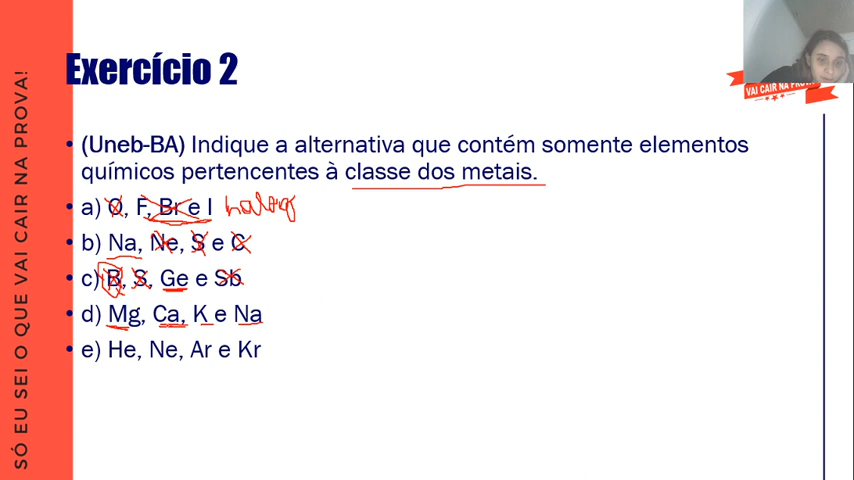 Exercício 2
VAI CAIR NA PROVA!
• (Uneb-BA) Indique a alternativa que contém somente elementos
químicos pertencentes à classe dos metais.
• a) O, F, Br e I
• b) Na, Ne, S e C
• c) B, S, Ge e Sb
• d) Mg, Ca, K e Na
• e) He, Ne, Ar e Kr
SÓ EU SEI O QUE VAI CAIR NA PROVA!